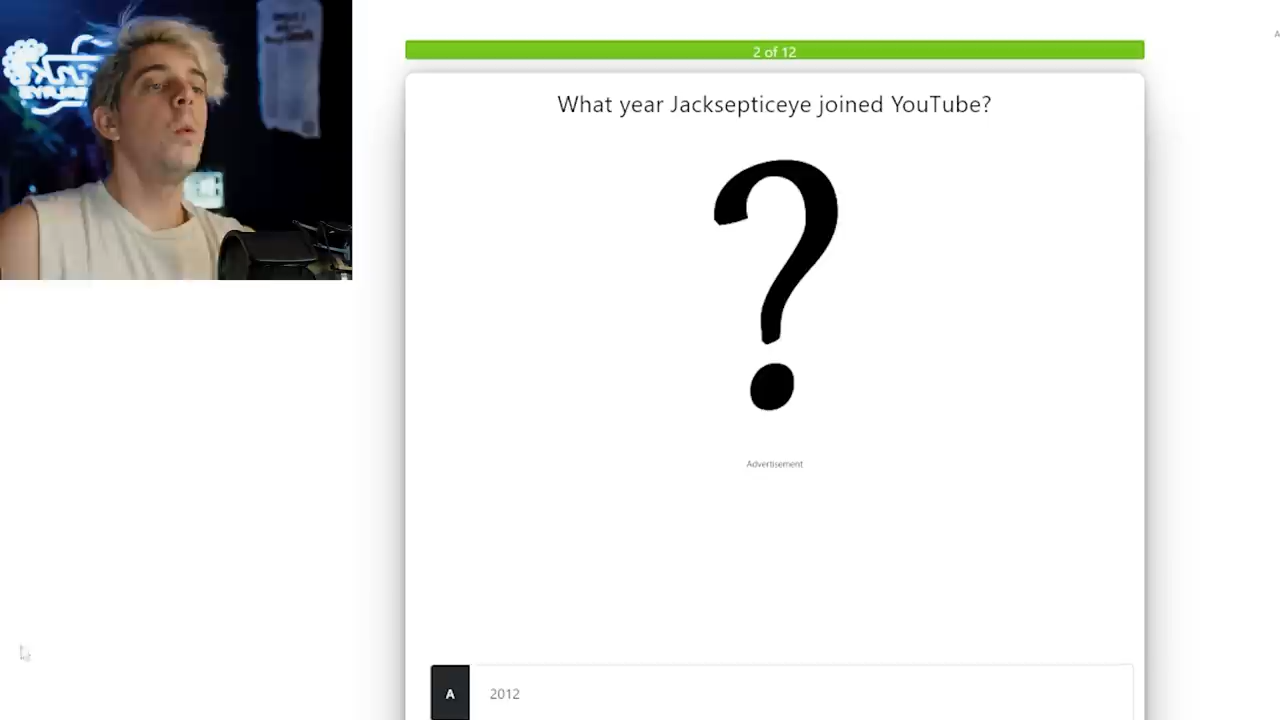 2 of 12
What year Jacksepticeye joined YouTube?
?
Advertisement
A
2012